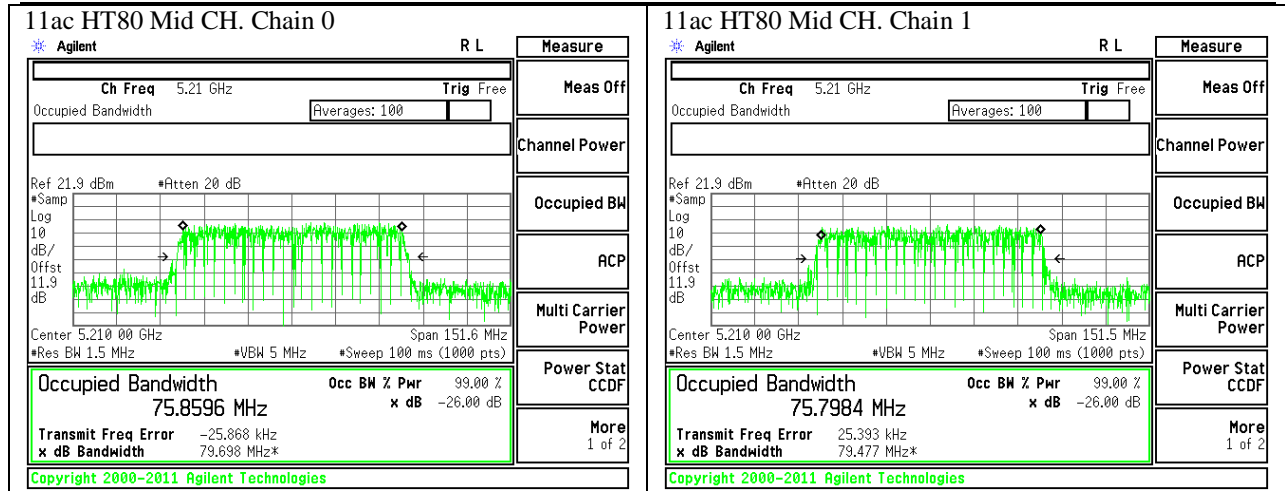 11ac HT80 Mid CH. Chain 0
Agilent R L Measure
Ch Freq 5.21 GHz Trig Free
Meas Off
Occupied Bandwidth Averages: 100
Channel Power
Ref 21.9 dBm #Atten 20 dB
#Samp
Log
10
dB/
Offst
11.9
dB
Occupied BW
ACP
Multi Carrier
Power
Center 5.210 00 GHz Span 151.6 MHz
#Res BW 1.5 MHz #VBW 5 MHz #Sweep 100 ms (1000 pts)
Power Stat
CCDF
Occupied Bandwidth Occ BW % Pwr 99.00 %
75.8596 MHz x dB -26.00 dB
Transmit Freq Error -25.868 kHz
x dB Bandwidth 79.698 MHz*
More
1 of 2
Copyright 2000-2011 Agilent Technologies
11ac HT80 Mid CH. Chain 1
Agilent R L Measure
Ch Freq 5.21 GHz Trig Free
Meas Off
Occupied Bandwidth Averages: 100
Channel Power
Ref 21.9 dBm #Atten 20 dB
#Samp
Log
10
dB/
Offst
11.9
dB
Occupied BW
ACP
Multi Carrier
Power
Center 5.210 00 GHz Span 151.5 MHz
#Res BW 1.5 MHz #VBW 5 MHz #Sweep 100 ms (1000 pts)
Power Stat
CCDF
Occupied Bandwidth Occ BW % Pwr 99.00 %
75.7984 MHz x dB -26.00 dB
Transmit Freq Error 25.393 kHz
x dB Bandwidth 79.477 MHz*
More
1 of 2
Copyright 2000-2011 Agilent Technologies